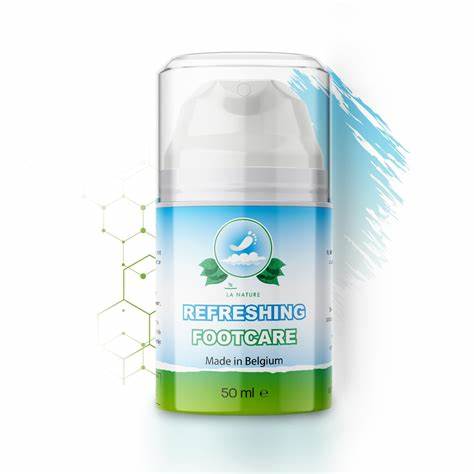 LA NATURE
REFRESHING
FOOTCARE
Made in Belgium
50 ml e